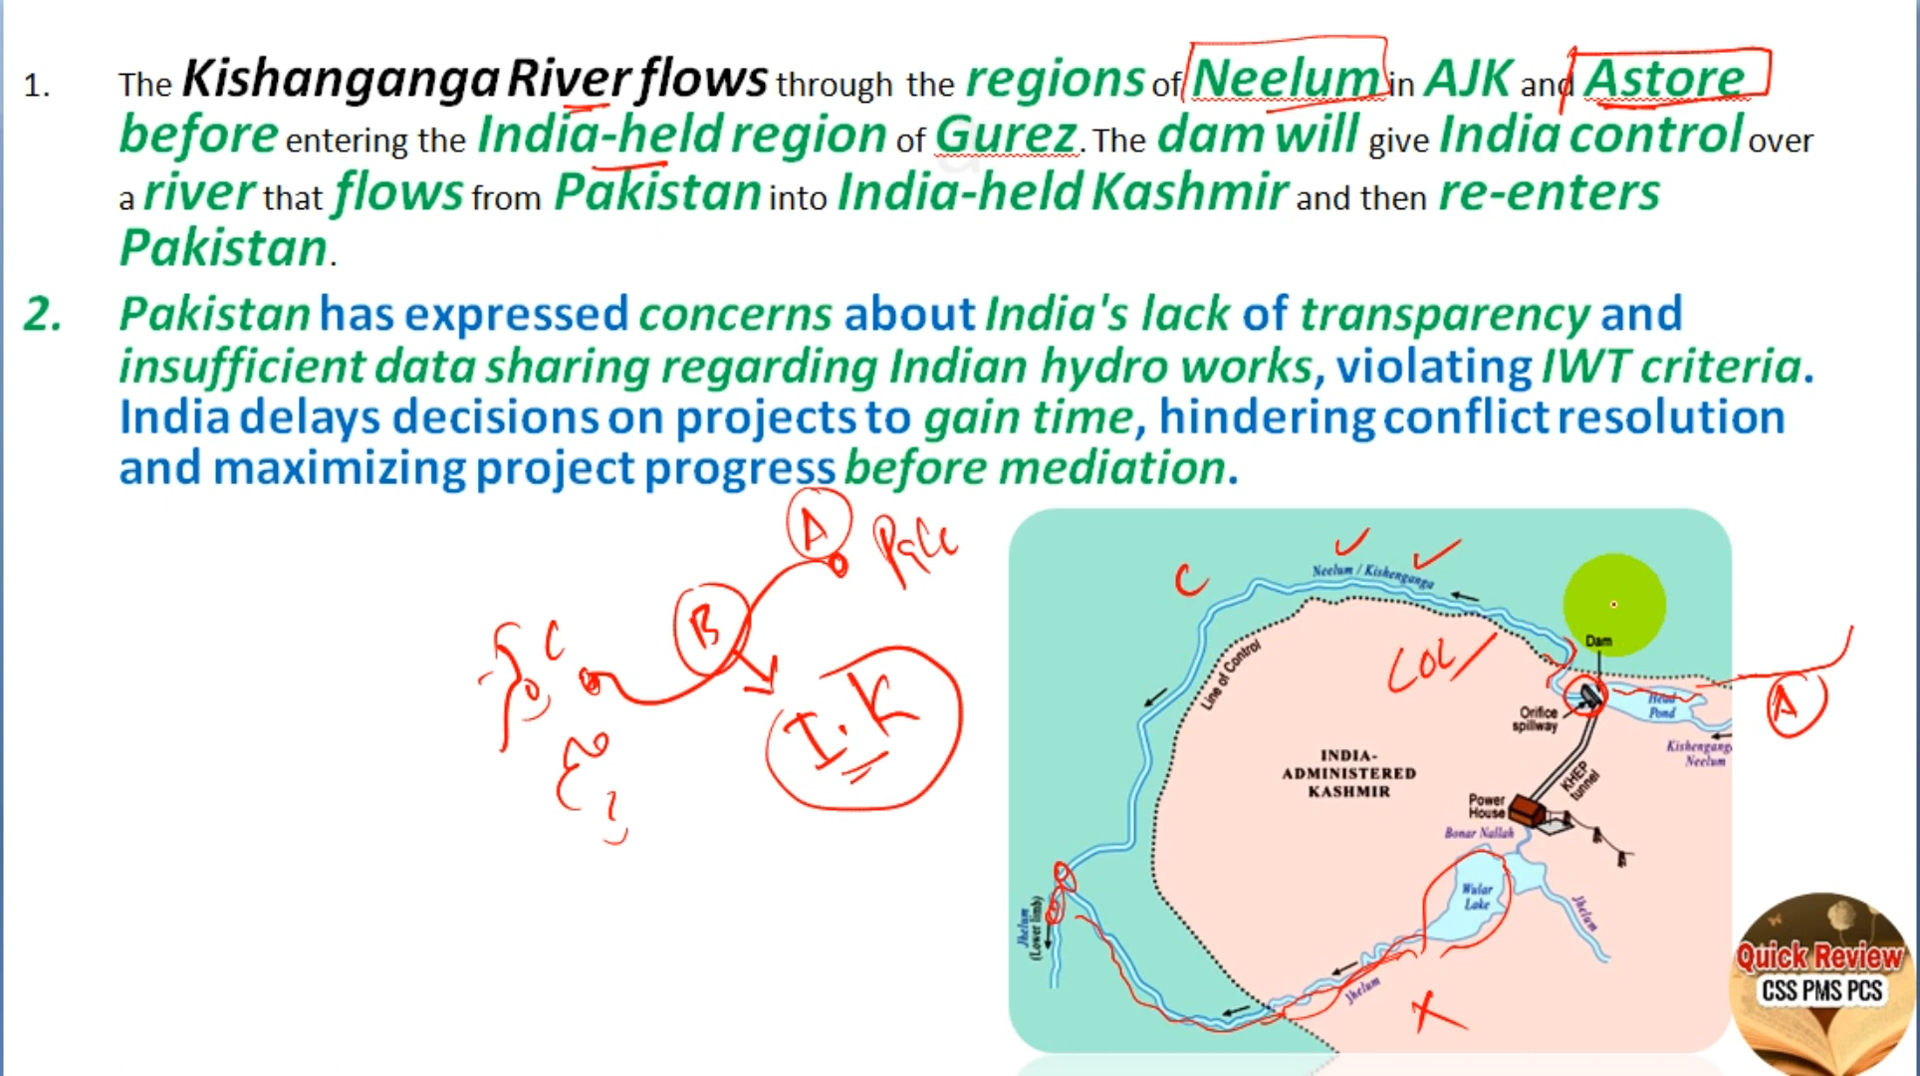 1. The Kishanganga River flows through the regions of Neelum in AJK and Astore
before entering the India-held region of Gurez. The dam will give India control over
a river that flows from Pakistan into India-held Kashmir and then re-enters
Pakistan.
2. Pakistan has expressed concerns about India's lack of transparency and
insufficient data sharing regarding Indian hydro works, violating IWT criteria.
India delays decisions on projects to gain time, hindering conflict resolution
and maximizing project progress before mediation.
A
B
C
I.K
C
Neelum / Kishenganga
Dam
Line of Control
A
Head
Pond
Orifice
spillway
Kishengang
Neelum
INDIA-
ADMINISTERED
KASHMIR
KHEP
tunnel
Power
House
Bonar Nallah
Wular
Lake
Jhelum
Jhelum
(Lower limb)
Jhelum
Quick Review
CSS PMS PCS